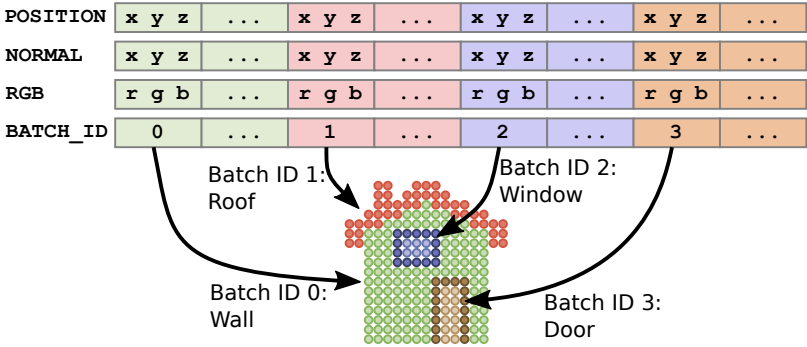 POSITION x y z ... x y z ... x y z ... x y z ...
NORMAL x y z ... x y z ... x y z ... x y z ...
RGB r g b ... r g b ... r g b ... r g b ...
BATCH_ID 0 ... 1 ... 2 ... 3 ...
Batch ID 1:
Roof
Batch ID 2:
Window
Batch ID 0:
Wall
Batch ID 3:
Door